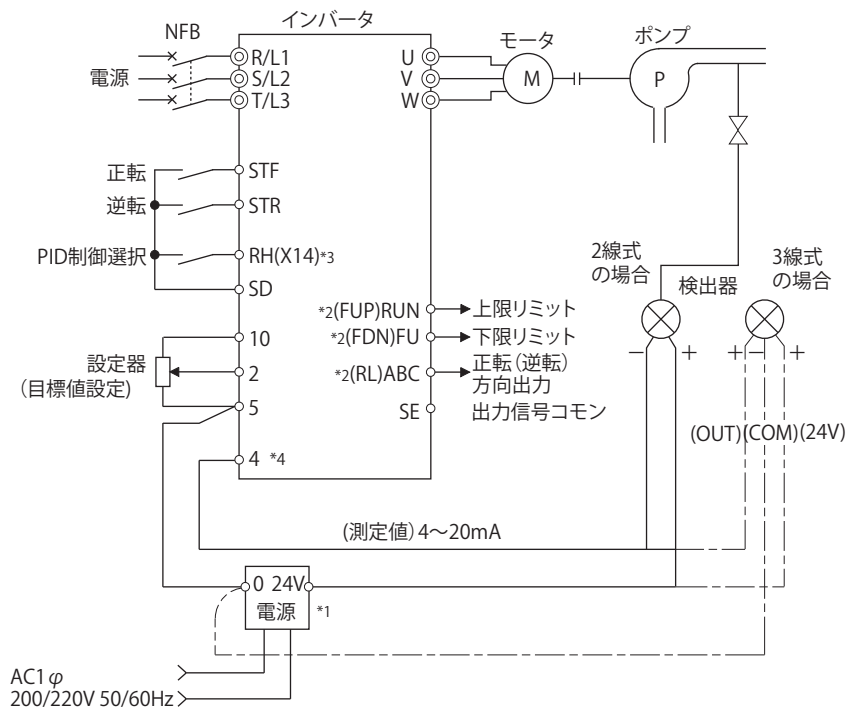 インバータ
NFB
電源
R/L1
S/L2
T/L3
U
V
W
モータ
M
ポンプ
P
正転
STF
逆転
STR
PID制御選択
RH(X14)*3
SD
10
設定器
(目標値設定)
2
5
4 *4
*2(FUP)RUN
上限リミット
*2(FDN)FU
下限リミット
*2(RL)ABC
正転(逆転)
方向出力
SE
出力信号コモン
2線式
の場合
検出器
3線式
の場合
− +
+ − +
(OUT)(COM)(24V)
(測定値)4～20mA
0 24V
電源
*1
AC1φ
200/220V 50/60Hz